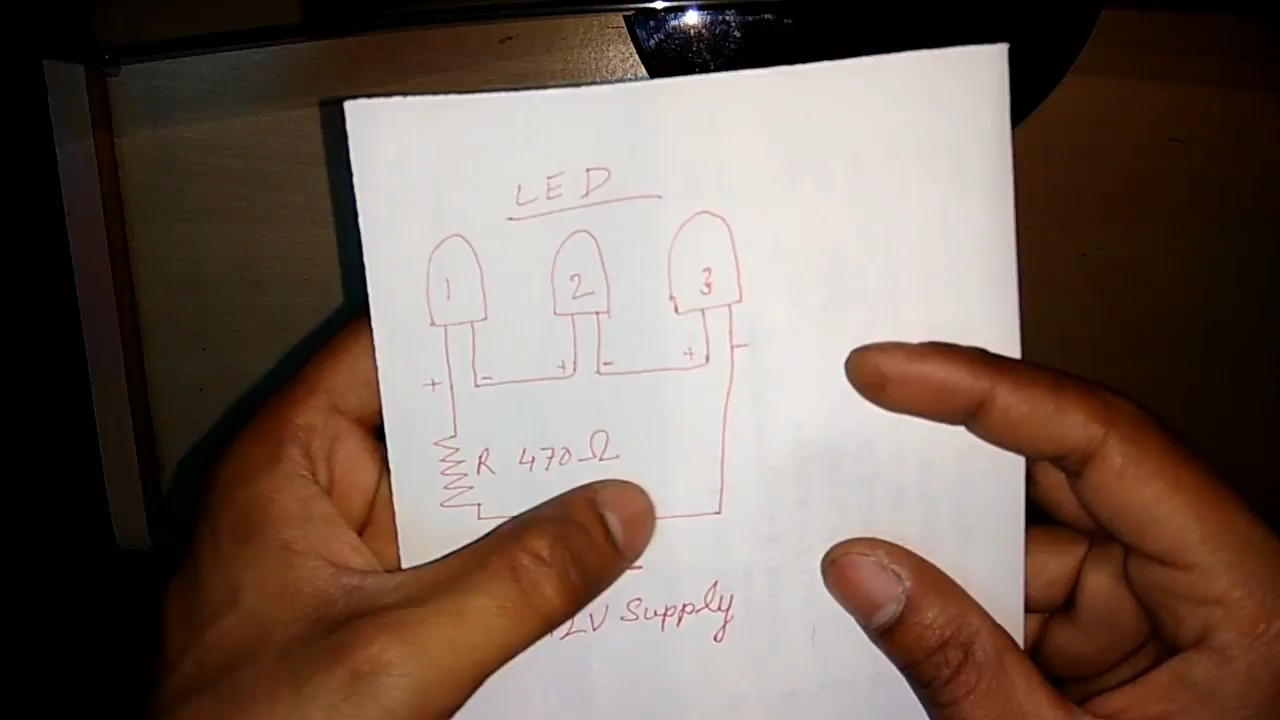 LED
1 2 3
+ - + - + -
R 470Ω
Supply